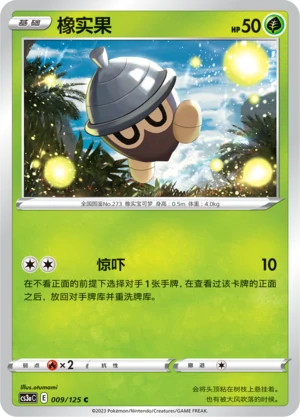 基础 橡实果 HP50
全国图鉴No.273 橡实宝可梦 身高:0.5m 体重:4.0kg
惊吓 10
在不看正面的前提下选择对手1张手牌,在查看过该卡牌的正面
之后,放回对手牌库并重洗牌库。
弱点 ×2 抵抗力 撤退
Illus.otumami
CS3aC E 009/125 C
会将头顶粘在树枝上悬挂着。
也有被大风吹落的时候。
©2023 Pokémon/Nintendo/Creatures/GAME FREAK.